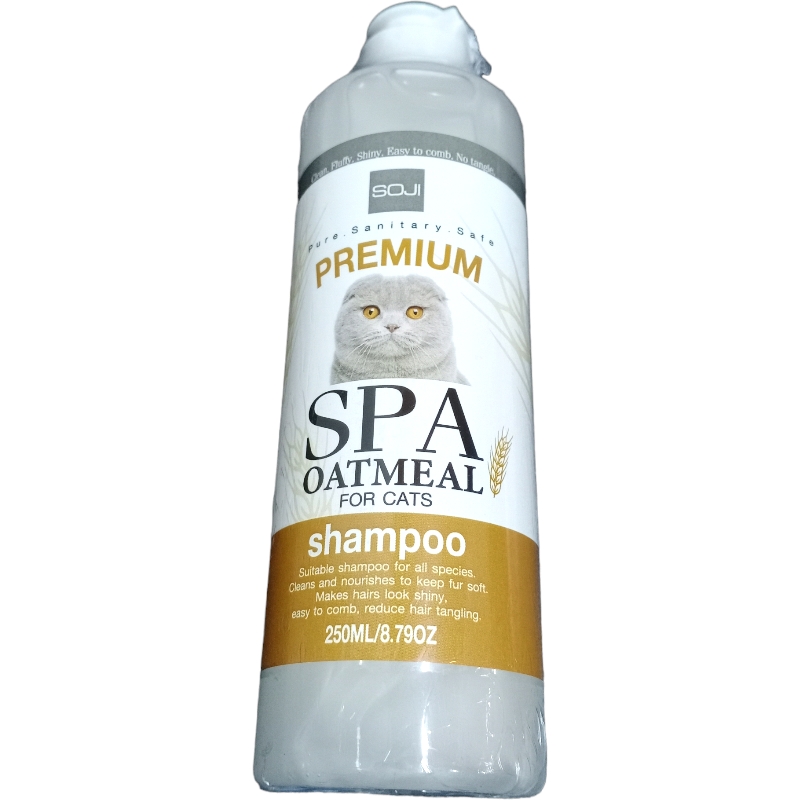 Clean, Fluffy, Shiny, Easy to comb, No tangle.
SOJI
Pure.Sanitary.Safe
PREMIUM
SPA
OATMEAL
FOR CATS
shampoo
Suitable shampoo for all species.
Cleans and nourishes to keep fur soft.
Makes hairs look shiny,
easy to comb, reduce hair tangling.
250ML/8.79OZ